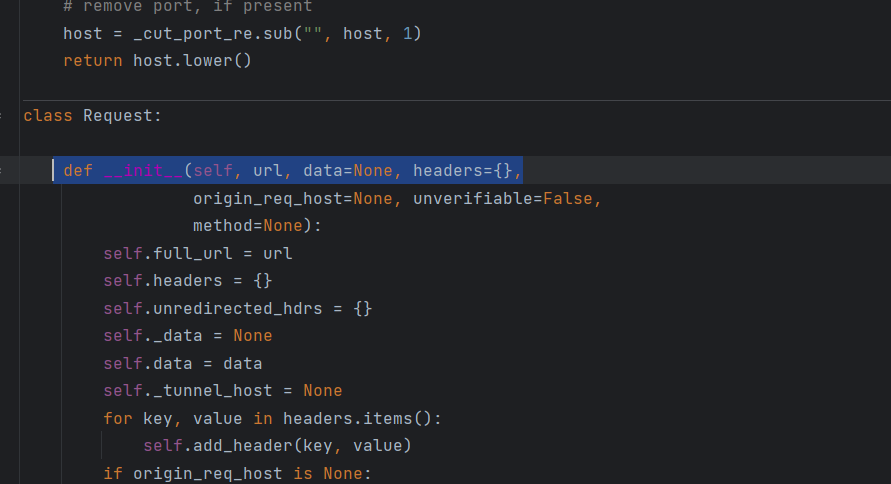 # remove port, if present
host = _cut_port_re.sub("", host, 1)
return host.lower()
class Request:
def __init__(self, url, data=None, headers={},
origin_req_host=None, unverifiable=False,
method=None):
self.full_url = url
self.headers = {}
self.unredirected_hdrs = {}
self._data = None
self.data = data
self._tunnel_host = None
for key, value in headers.items():
self.add_header(key, value)
if origin_req_host is None: